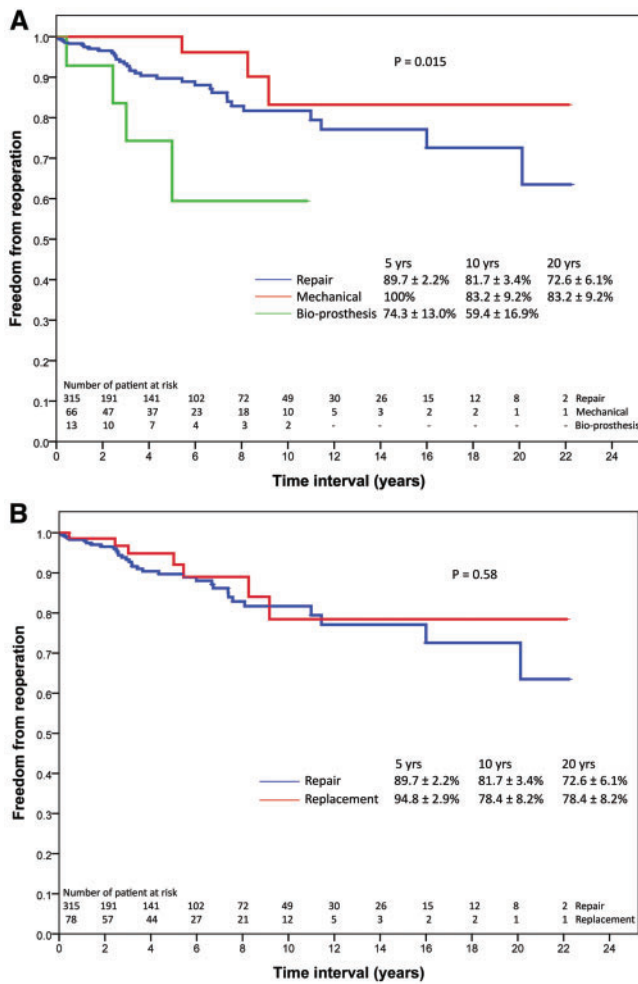 A
1.0
0.9
0.8
0.7
0.6
0.5
0.4
0.3
0.2
0.1
0.0
Freedom from reoperation
P = 0.015
5 yrs 10 yrs 20 yrs
Repair 89.7 ± 2.2% 81.7 ± 3.4% 72.6 ± 6.1%
Mechanical 100% 83.2 ± 9.2% 83.2 ± 9.2%
Bio-prosthesis 74.3 ± 13.0% 59.4 ± 16.9%
Number of patient at risk
315 191 141 102 72 49 30 26 15 12 8 2 Repair
66 47 37 23 18 10 5 3 2 2 1 1 Mechanical
13 10 7 4 3 2 - - - - - - Bio-prosthesis
0 2 4 6 8 10 12 14 16 18 20 22 24
Time interval (years)
B
1.0
0.9
0.8
0.7
0.6
0.5
0.4
0.3
0.2
0.1
0.0
Freedom from reoperation
P = 0.58
5 yrs 10 yrs 20 yrs
Repair 89.7 ± 2.2% 81.7 ± 3.4% 72.6 ± 6.1%
Replacement 94.8 ± 2.9% 78.4 ± 8.2% 78.4 ± 8.2%
Number of patient at risk
315 191 141 102 72 49 30 26 15 12 8 2 Repair
78 57 44 27 21 12 5 3 2 2 1 1 Replacement
0 2 4 6 8 10 12 14 16 18 20 22 24
Time interval (years)